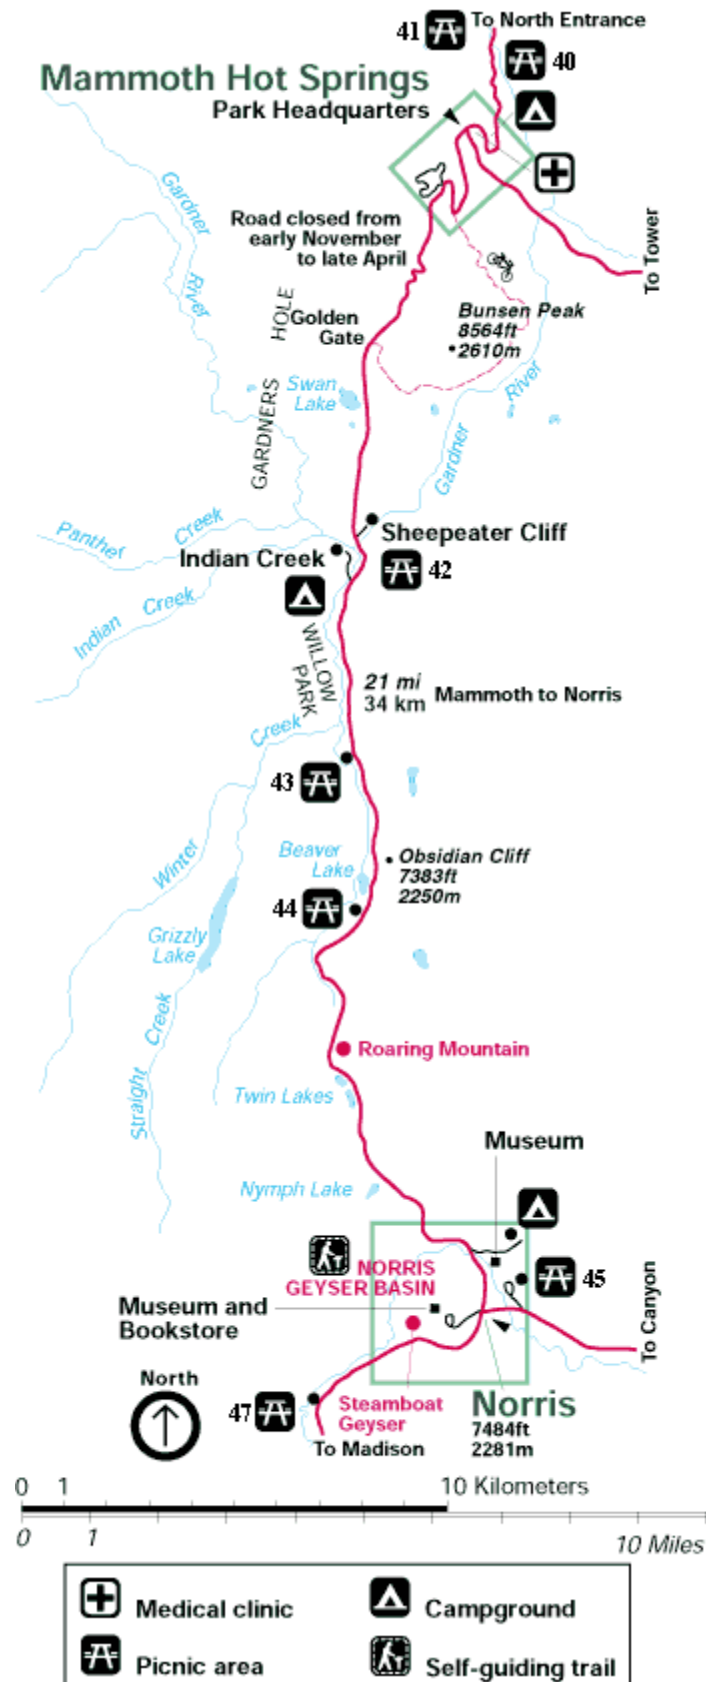 41
To North Entrance
40
Mammoth Hot Springs
Park Headquarters
Gardner
River
Road closed from
early November
to late April
To Tower
HOLE
GARDNERS
Golden
Gate
Bunsen Peak
8564ft
2610m
Swan
Lake
River
Gardner
Panther
Creek
Sheepeater Cliff
Indian Creek
42
Indian
Creek
WILLOW
PARK
21 mi
34 km
Mammoth to Norris
Creek
43
Winter
Beaver
Lake
Obsidian Cliff
7383ft
2250m
44
Grizzly
Lake
Creek
Straight
Roaring Mountain
Twin Lakes
Museum
Nymph Lake
NORRIS
GEYSER BASIN
45
Museum and
Bookstore
To Canyon
North
47
Steamboat
Geyser
Norris
7484ft
2281m
To Madison
0 1 10 Kilometers
0 1 10 Miles
Medical clinic
Campground
Picnic area
Self-guiding trail